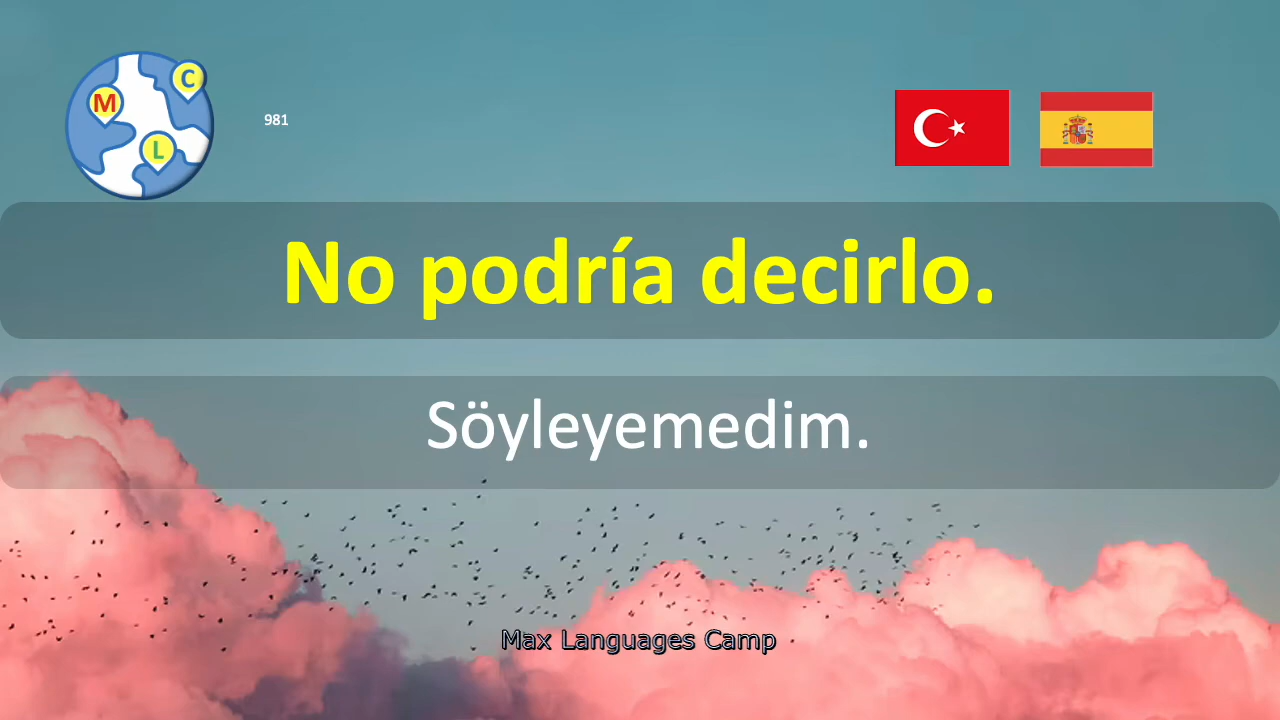 M
C
L
981
No podría decirlo.
Söyleyemedim.
Max Languages Camp